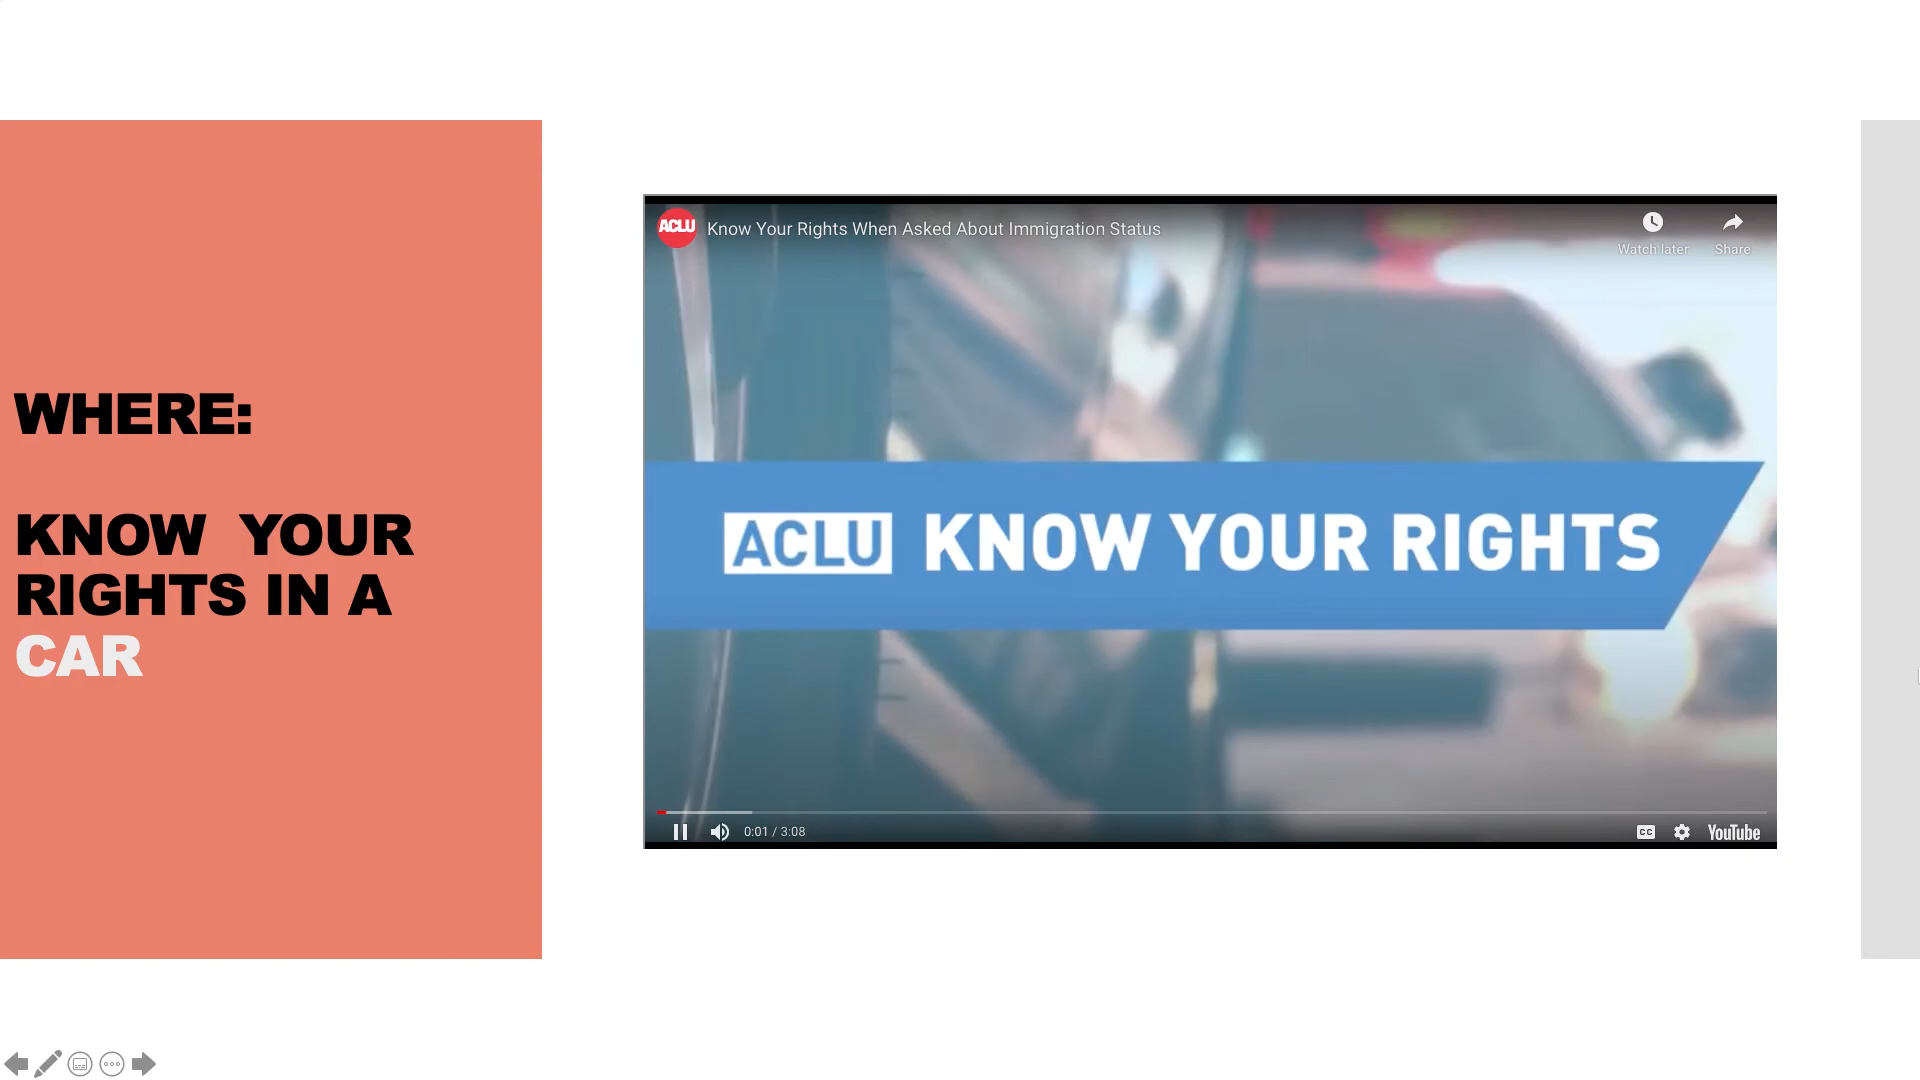 WHERE:
KNOW YOUR
RIGHTS IN A
CAR
ACLU Know Your Rights When Asked About Immigration Status
Watch later
Share
ACLU KNOW YOUR RIGHTS
0:01 / 3:08
CC
YouTube